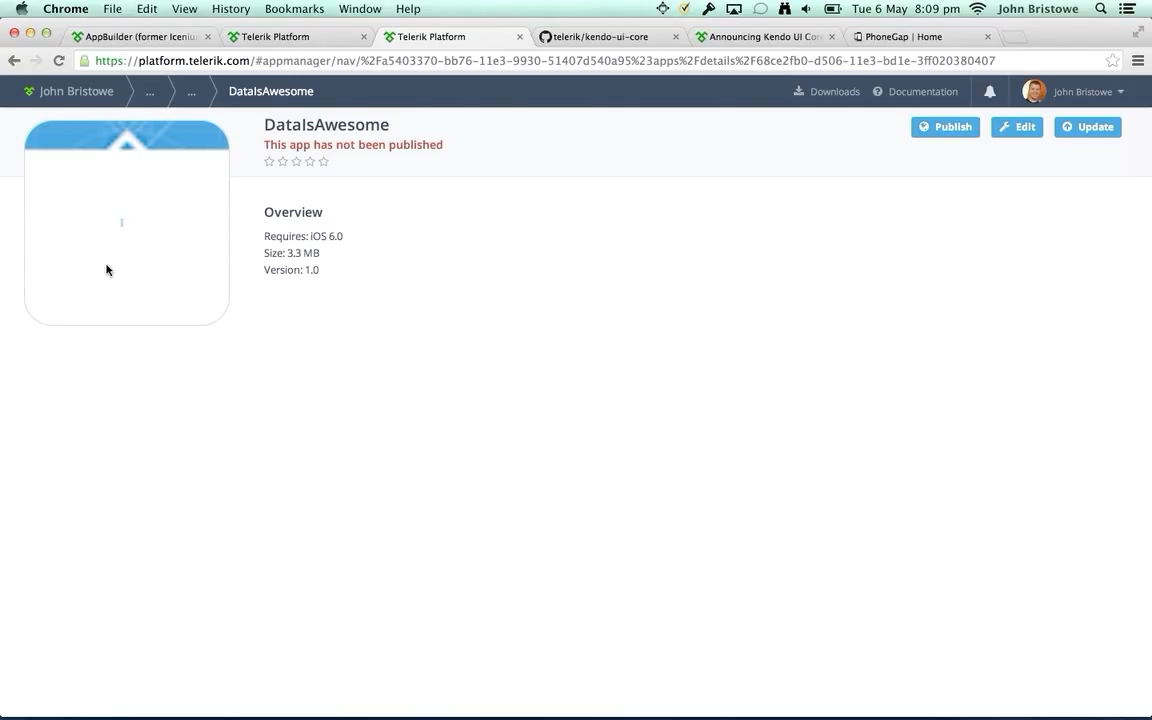 Chrome File Edit View History Bookmarks Window Help Tue 6 May 8:09 pm John Bristowe
AppBuilder (former Iceniu Telerik Platform Telerik Platform telerik/kendo-ui-core Announcing Kendo UI Co PhoneGap | Home
https://platform.telerik.com/#appmanager/nav/%2Fa5403370-bb76-11e3-9930-51407d540a95%23apps%2Fdetails%2F68ce2fb0-d506-11e3-bd1e-3ff020380407
John Bristowe ... ... DataIsAwesome Downloads Documentation John Bristowe
DataIsAwesome Publish Edit Update
This app has not been published
Overview
Requires: iOS 6.0
Size: 3.3 MB
Version: 1.0